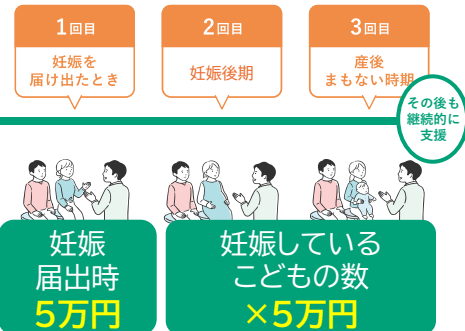 1回目
妊娠を
届け出たとき
2回目
妊娠後期
3回目
産後
まもない時期
その後も
継続的に
支援
妊娠
届出時
5万円
妊娠している
こどもの数
×5万円